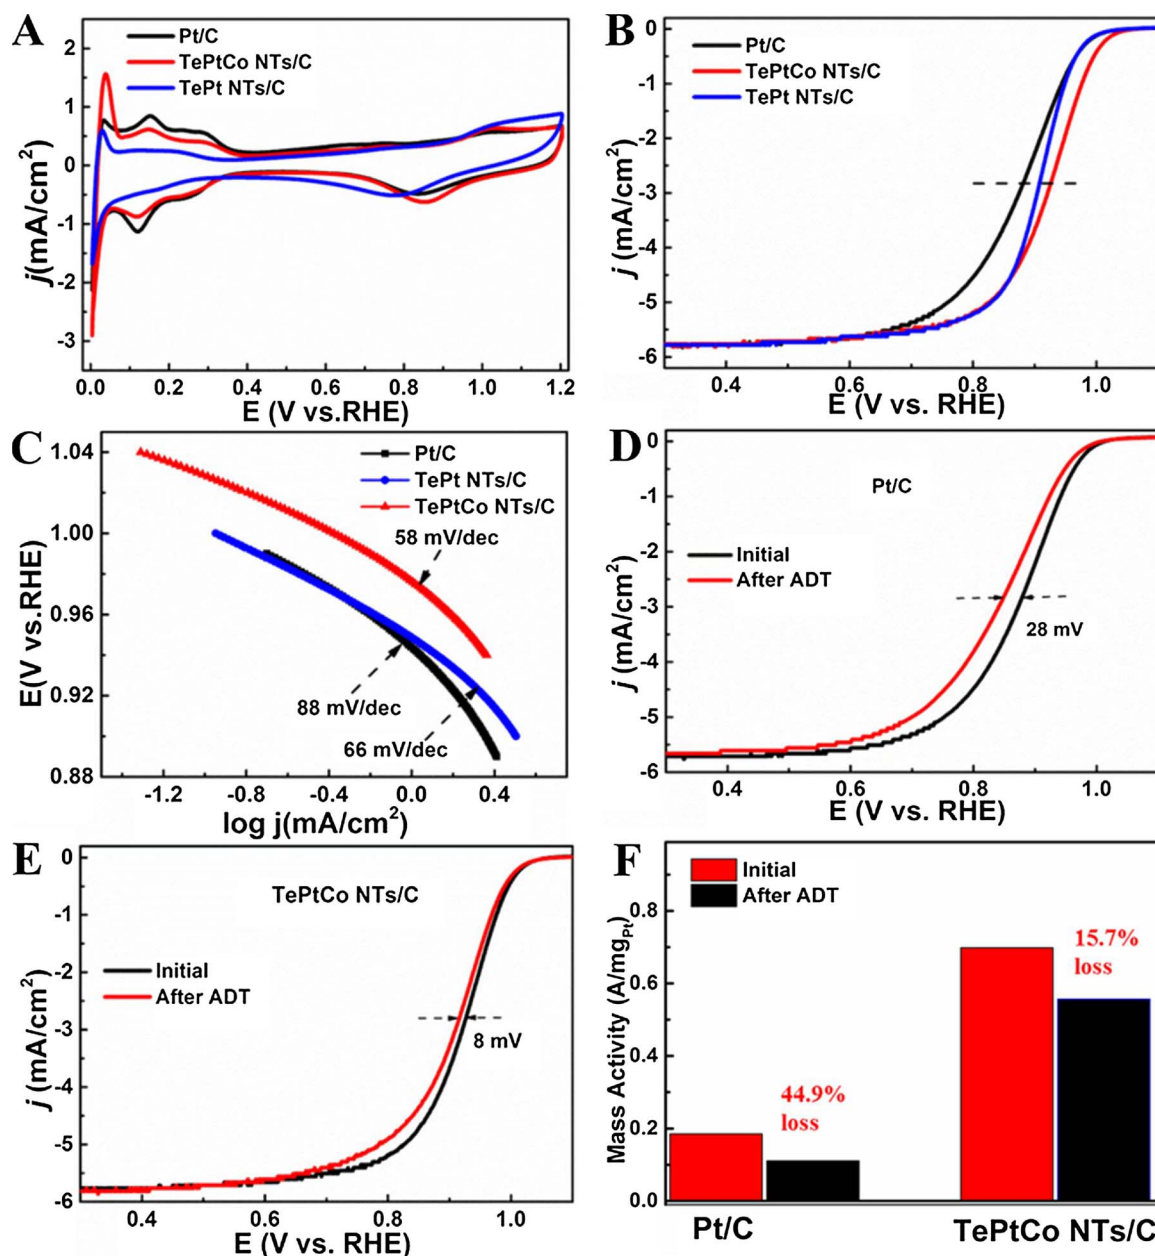 A
Pt/C
TePtCo NTs/C
TePt NTs/C
2
1
0
-1
-2
-3
j(mA/cm²)
0.0 0.2 0.4 0.6 0.8 1.0 1.2
E (V vs.RHE)
B
Pt/C
TePtCo NTs/C
TePt NTs/C
0
-1
-2
-3
-4
-5
-6
j (mA/cm²)
0.4 0.6 0.8 1.0
E (V vs. RHE)
C
Pt/C
TePt NTs/C
TePtCo NTs/C
58 mV/dec
88 mV/dec
66 mV/dec
1.04
1.00
0.96
0.92
0.88
E(V vs.RHE)
-1.2 -0.8 -0.4 0.0 0.4
log j(mA/cm²)
D
Pt/C
Initial
After ADT
28 mV
0
-1
-2
-3
-4
-5
-6
j (mA/cm²)
0.4 0.6 0.8 1.0
E (V vs. RHE)
E
TePtCo NTs/C
Initial
After ADT
8 mV
0
-1
-2
-3
-4
-5
-6
j (mA/cm²)
0.4 0.6 0.8 1.0
E (V vs. RHE)
F
Initial
After ADT
15.7%
loss
44.9%
loss
0.8
0.6
0.4
0.2
0.0
Mass Activity (A/mgPt)
Pt/C TePtCo NTs/C